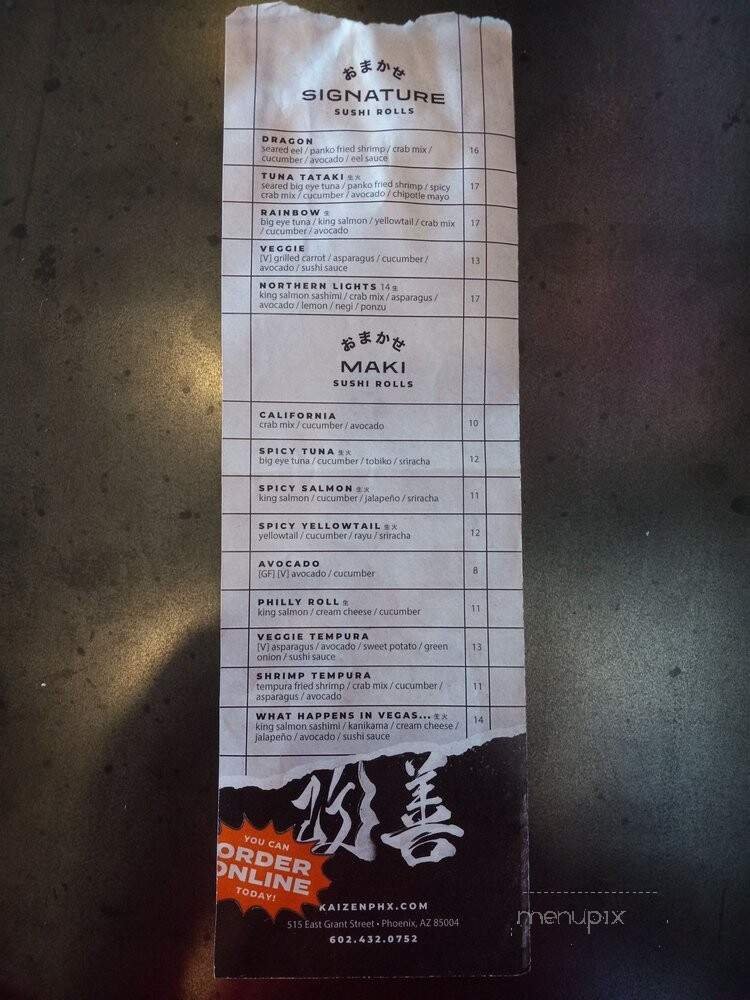 おまかせ
SIGNATURE
SUSHI ROLLS
DRAGON
seared eel / panko fried shrimp / crab mix /
cucumber / avocado / eel sauce
16
TUNA TATAKI 生火
seared big eye tuna / panko fried shrimp / spicy
crab mix / cucumber / avocado / chipotle mayo
17
RAINBOW 生
big eye tuna / king salmon / yellowtail / crab mix
/ cucumber / avocado
17
VEGGIE
[V] grilled carrot / asparagus / cucumber /
avocado / sushi sauce
13
NORTHERN LIGHTS 14 生
king salmon sashimi / crab mix / asparagus /
avocado / lemon / negi / ponzu
17
おまかせ
MAKI
SUSHI ROLLS
CALIFORNIA
crab mix / cucumber / avocado
10
SPICY TUNA 生火
big eye tuna / cucumber / tobiko / sriracha
12
SPICY SALMON 生火
king salmon / cucumber / jalapeño / sriracha
11
SPICY YELLOWTAIL 生火
yellowtail / cucumber / rayu / sriracha
12
AVOCADO
[GF] [V] avocado / cucumber
8
PHILLY ROLL 生
king salmon / cream cheese / cucumber
11
VEGGIE TEMPURA
[V] asparagus / avocado / sweet potato / green
onion / sushi sauce
13
SHRIMP TEMPURA
tempura fried shrimp / crab mix / cucumber /
asparagus / avocado
11
WHAT HAPPENS IN VEGAS... 生火
king salmon sashimi / kanikama / cream cheese /
jalapeño / avocado / sushi sauce
14
改善
YOU CAN
ORDER
ONLINE
TODAY!
KAIZENPHX.COM
515 East Grant Street • Phoenix, AZ 85004
602.432.0752
menupix